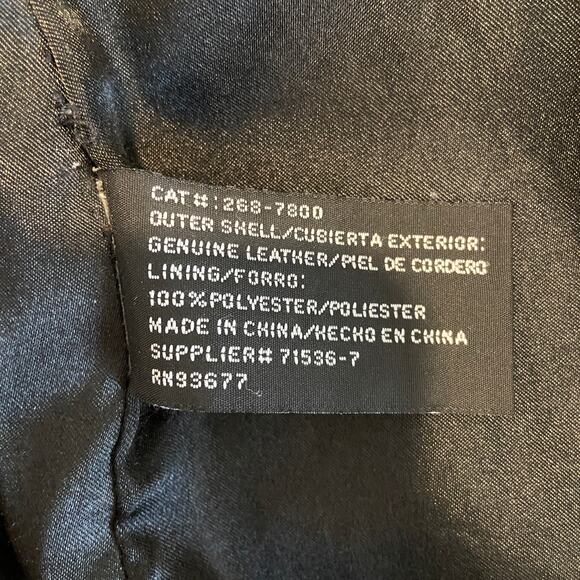 CAT#: 268-7800
OUTER SHELL/CUBIERTA EXTERIOR:
GENUINE LEATHER/PIEL DE CORDERO
LINING/FORRO:
100%POLYESTER/POLIESTER
MADE IN CHINA/HECHO EN CHINA
SUPPLIER# 71536-7
RN93677